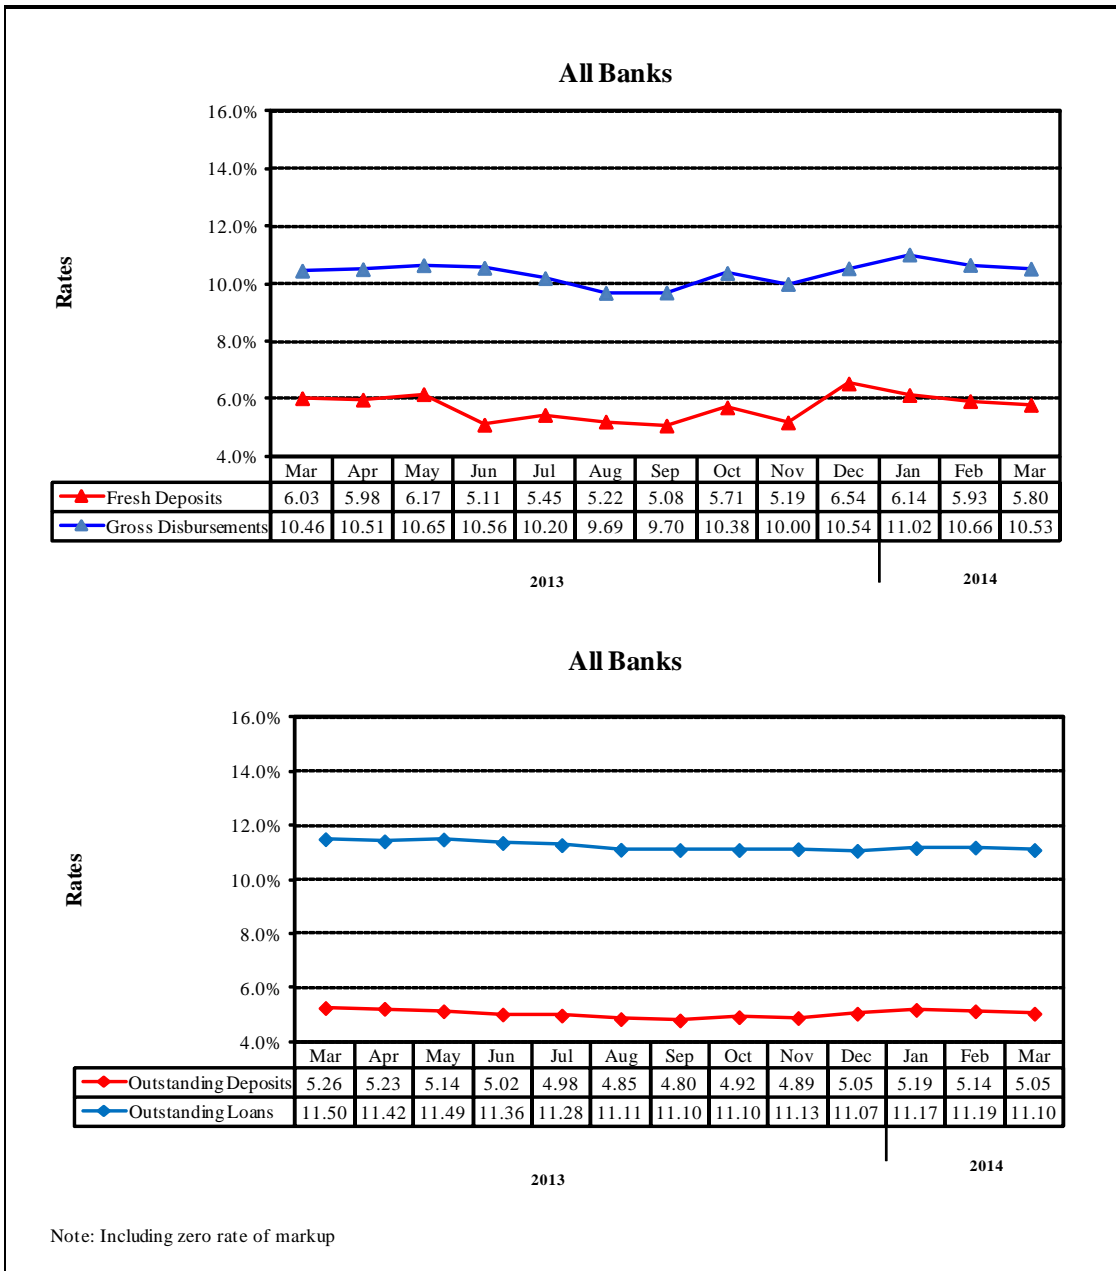 All Banks
16.0%
14.0%
12.0%
10.0%
8.0%
6.0%
4.0%
Rates
Mar Apr May Jun Jul Aug Sep Oct Nov Dec Jan Feb Mar
Fresh Deposits 6.03 5.98 6.17 5.11 5.45 5.22 5.08 5.71 5.19 6.54 6.14 5.93 5.80
Gross Disbursements 10.46 10.51 10.65 10.56 10.20 9.69 9.70 10.38 10.00 10.54 11.02 10.66 10.53
2013 2014
All Banks
16.0%
14.0%
12.0%
10.0%
8.0%
6.0%
4.0%
Rates
Mar Apr May Jun Jul Aug Sep Oct Nov Dec Jan Feb Mar
Outstanding Deposits 5.26 5.23 5.14 5.02 4.98 4.85 4.80 4.92 4.89 5.05 5.19 5.14 5.05
Outstanding Loans 11.50 11.42 11.49 11.36 11.28 11.11 11.10 11.10 11.13 11.07 11.17 11.19 11.10
2013 2014
Note: Including zero rate of markup